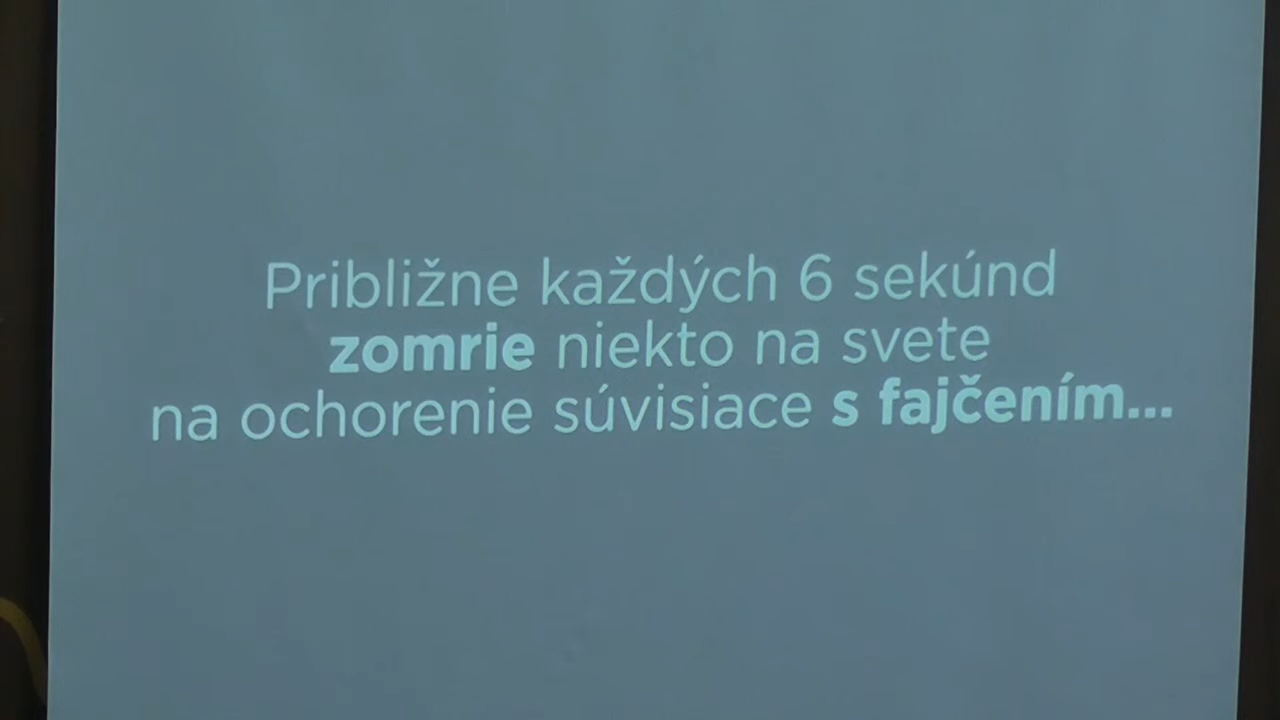 Približne každých 6 sekúnd
zomrie niekto na svete
na ochorenie súvisiace s fajčením...